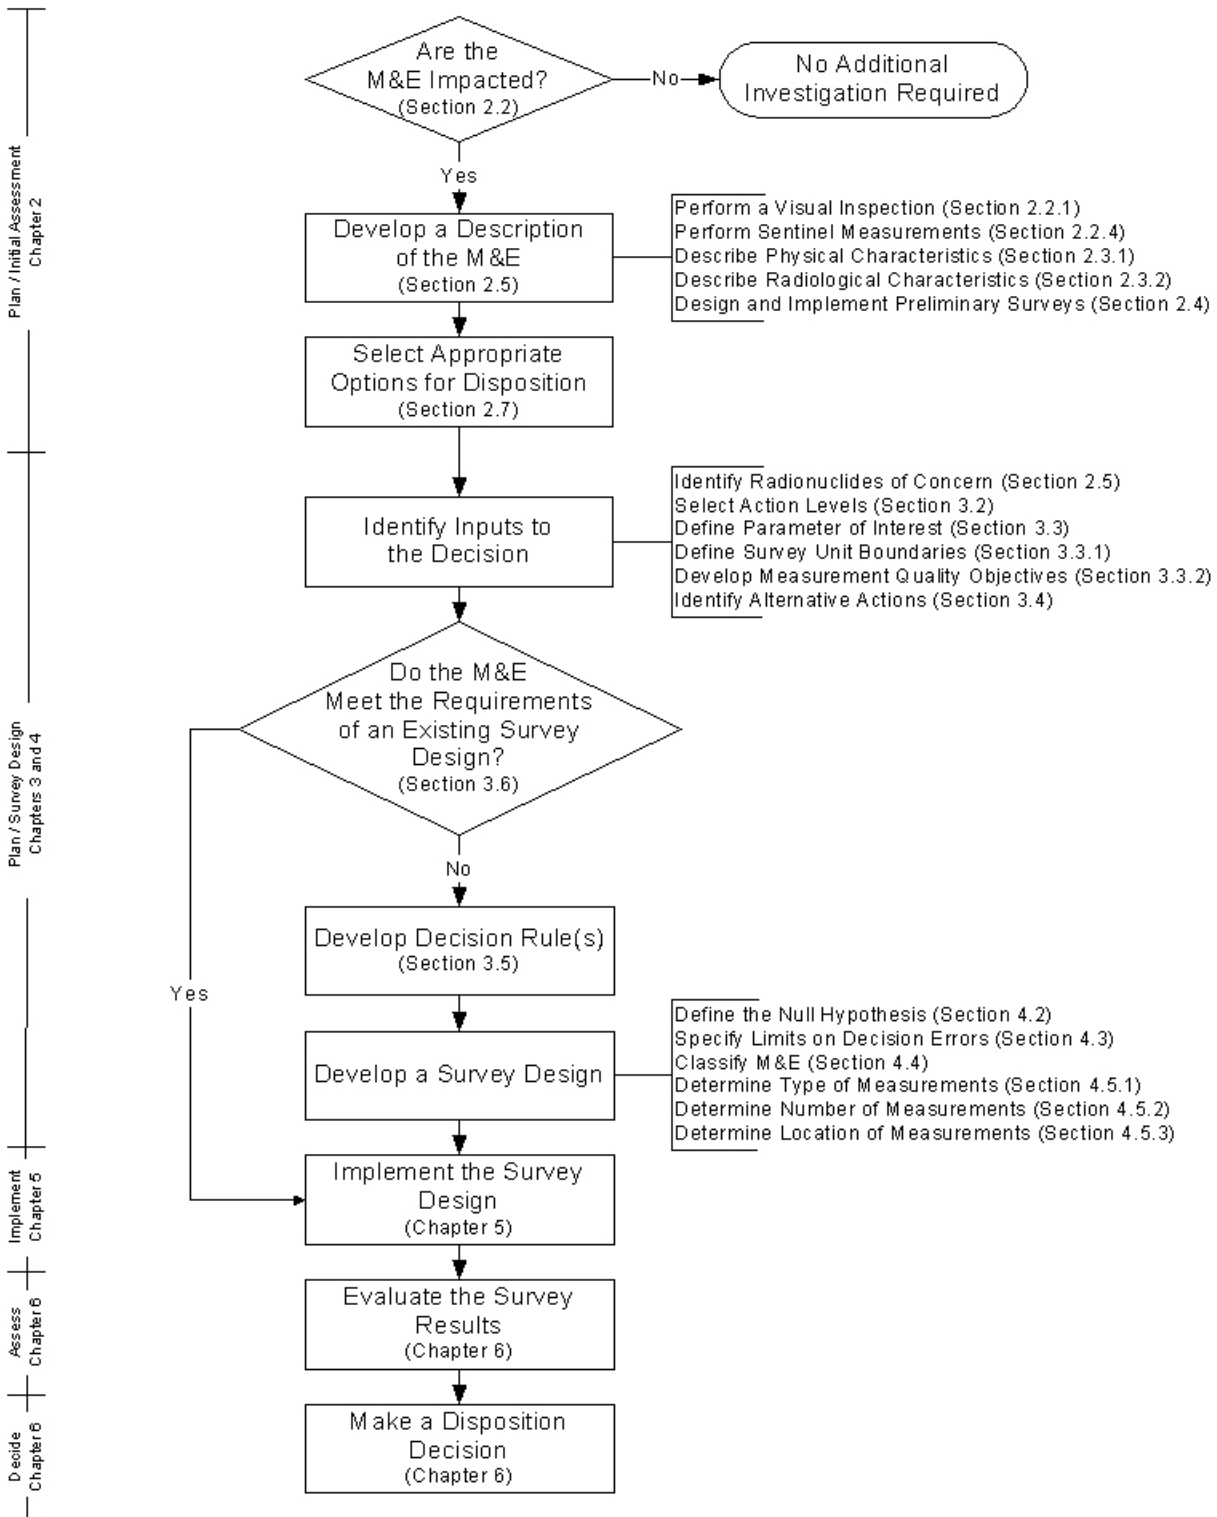 Are the
M&E Impacted?
(Section 2.2)
No
No Additional
Investigation Required
Yes
Plan / Initial Assessment
Chapter 2
Develop a Description
of the M&E
(Section 2.5)
Perform a Visual Inspection (Section 2.2.1)
Perform Sentinel Measurements (Section 2.2.4)
Describe Physical Characteristics (Section 2.3.1)
Describe Radiological Characteristics (Section 2.3.2)
Design and Implement Preliminary Surveys (Section 2.4)
Select Appropriate
Options for Disposition
(Section 2.7)
Identify Inputs to
the Decision
Identify Radionuclides of Concern (Section 2.5)
Select Action Levels (Section 3.2)
Define Parameter of Interest (Section 3.3)
Define Survey Unit Boundaries (Section 3.3.1)
Develop Measurement Quality Objectives (Section 3.3.2)
Identify Alternative Actions (Section 3.4)
Plan / Survey Design
Chapters 3 and 4
Do the M&E
Meet the Requirements
of an Existing Survey
Design?
(Section 3.6)
No
Yes
Develop Decision Rule(s)
(Section 3.5)
Develop a Survey Design
Define the Null Hypothesis (Section 4.2)
Specify Limits on Decision Errors (Section 4.3)
Classify M&E (Section 4.4)
Determine Type of Measurements (Section 4.5.1)
Determine Number of Measurements (Section 4.5.2)
Determine Location of Measurements (Section 4.5.3)
Implement
Chapter 5
Implement the Survey
Design
(Chapter 5)
Assess
Chapter 6
Evaluate the Survey
Results
(Chapter 6)
Decide
Chapter 6
Make a Disposition
Decision
(Chapter 6)